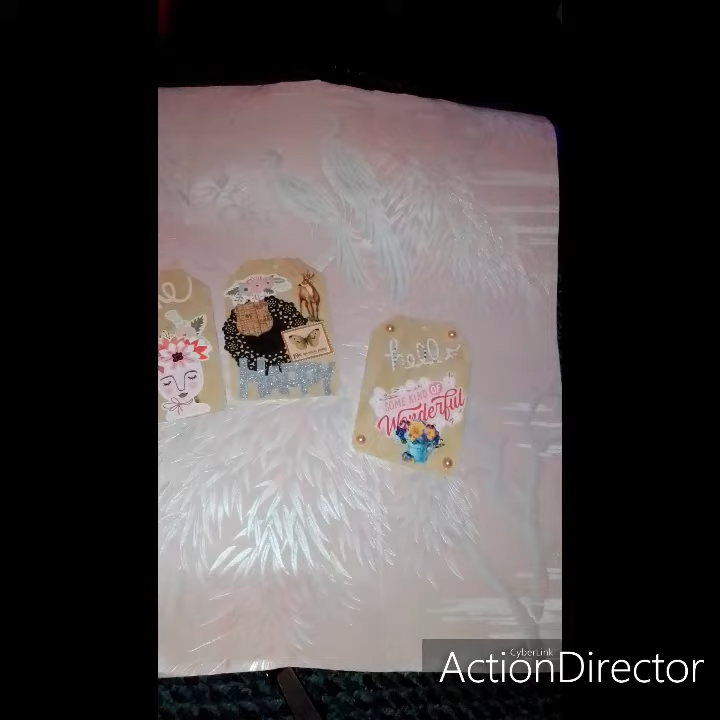 hello
SOME KIND OF
Wonderful
HAPPY
CyberLink
ActionDirector